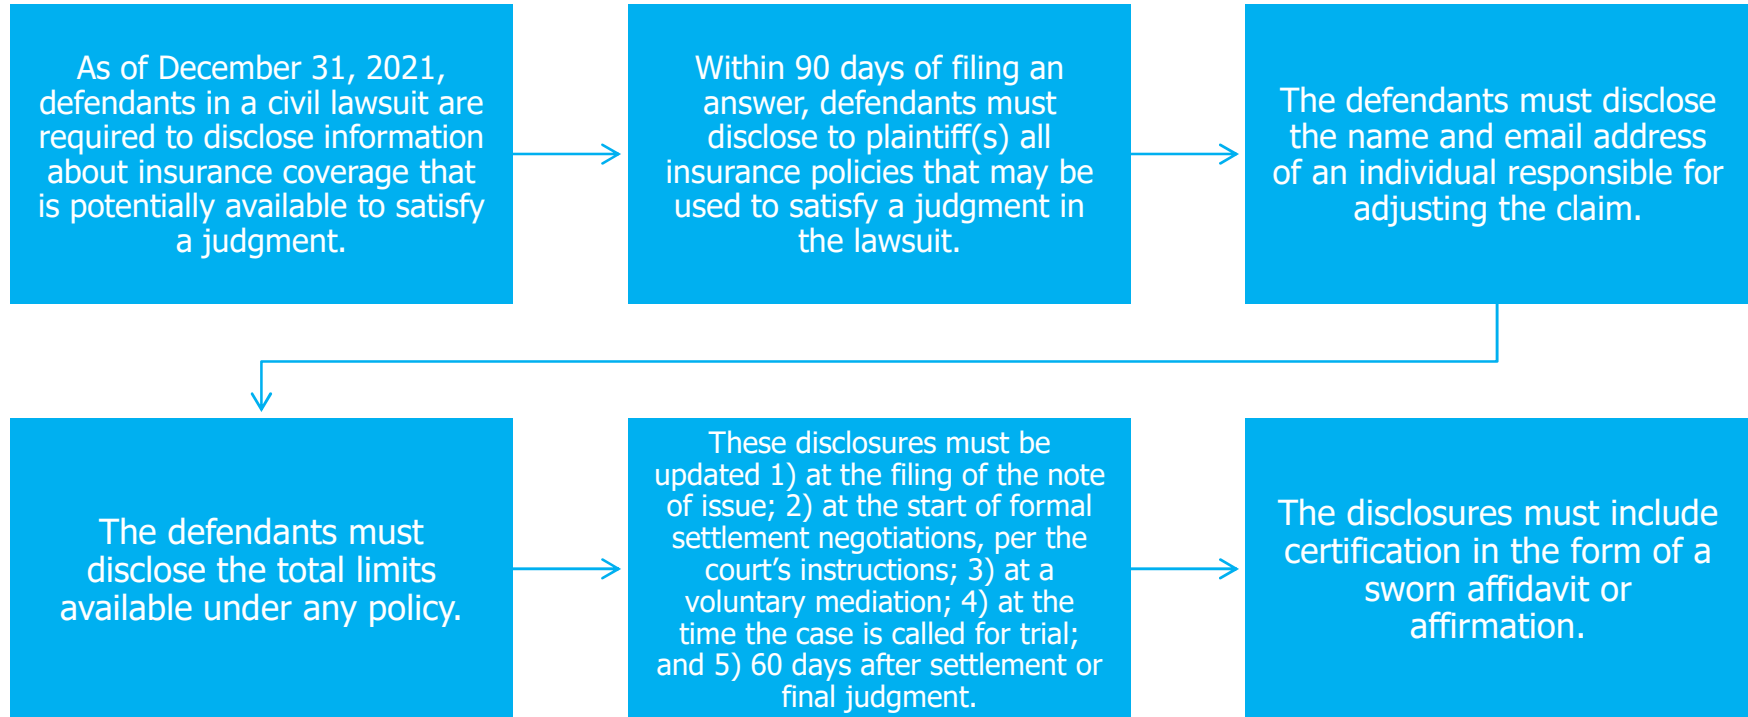 As of December 31, 2021,
defendants in a civil lawsuit are
required to disclose information
about insurance coverage that
is potentially available to satisfy
a judgment.
Within 90 days of filing an
answer, defendants must
disclose to plaintiff(s) all
insurance policies that may be
used to satisfy a judgment in
the lawsuit.
The defendants must disclose
the name and email address
of an individual responsible for
adjusting the claim.
The defendants must
disclose the total limits
available under any policy.
These disclosures must be
updated 1) at the filing of the note
of issue; 2) at the start of formal
settlement negotiations, per the
court’s instructions; 3) at a
voluntary mediation; 4) at the
time the case is called for trial;
and 5) 60 days after settlement or
final judgment.
The disclosures must include
certification in the form of a
sworn affidavit or
affirmation.